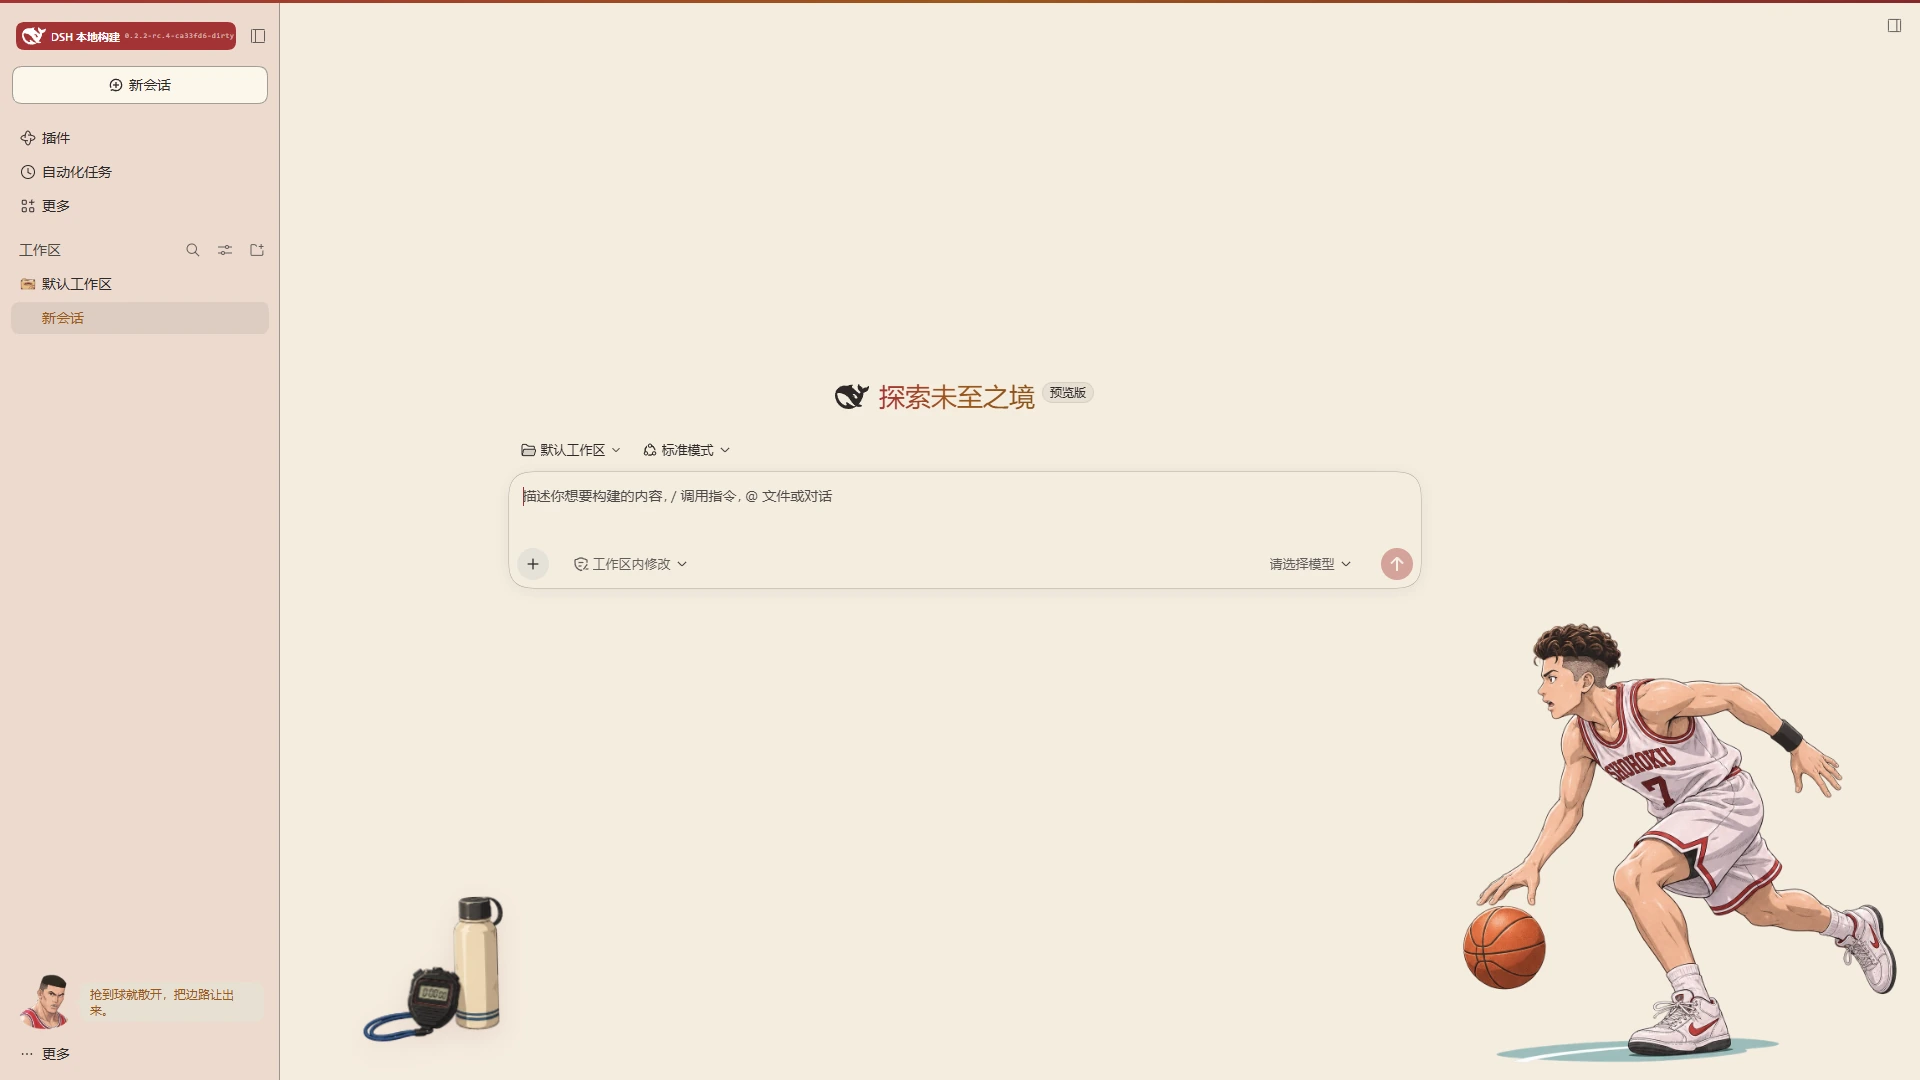 DSH 本地构建 0.2.2-rc.4-ca33fd6-dirty
新会话
插件
自动化任务
更多
工作区
默认工作区
新会话
探索未至之境 预览版
默认工作区 标准模式
描述你想要构建的内容, / 调用指令, @ 文件或对话
工作区内修改 请选择模型
SHOHOKU
7
抢到球就散开，把边路让出
来。
更多